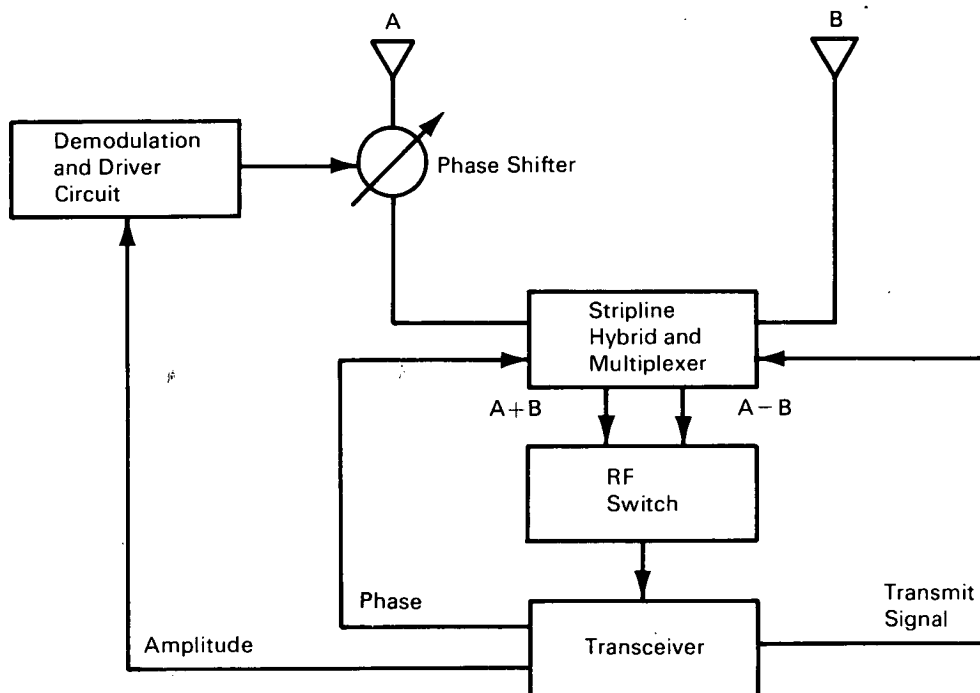 A
B
Demodulation
and Driver
Circuit
Phase Shifter
Stripline
Hybrid and
Multiplexer
A+B
A−B
RF
Switch
Phase
Transmit
Signal
Amplitude
Transceiver